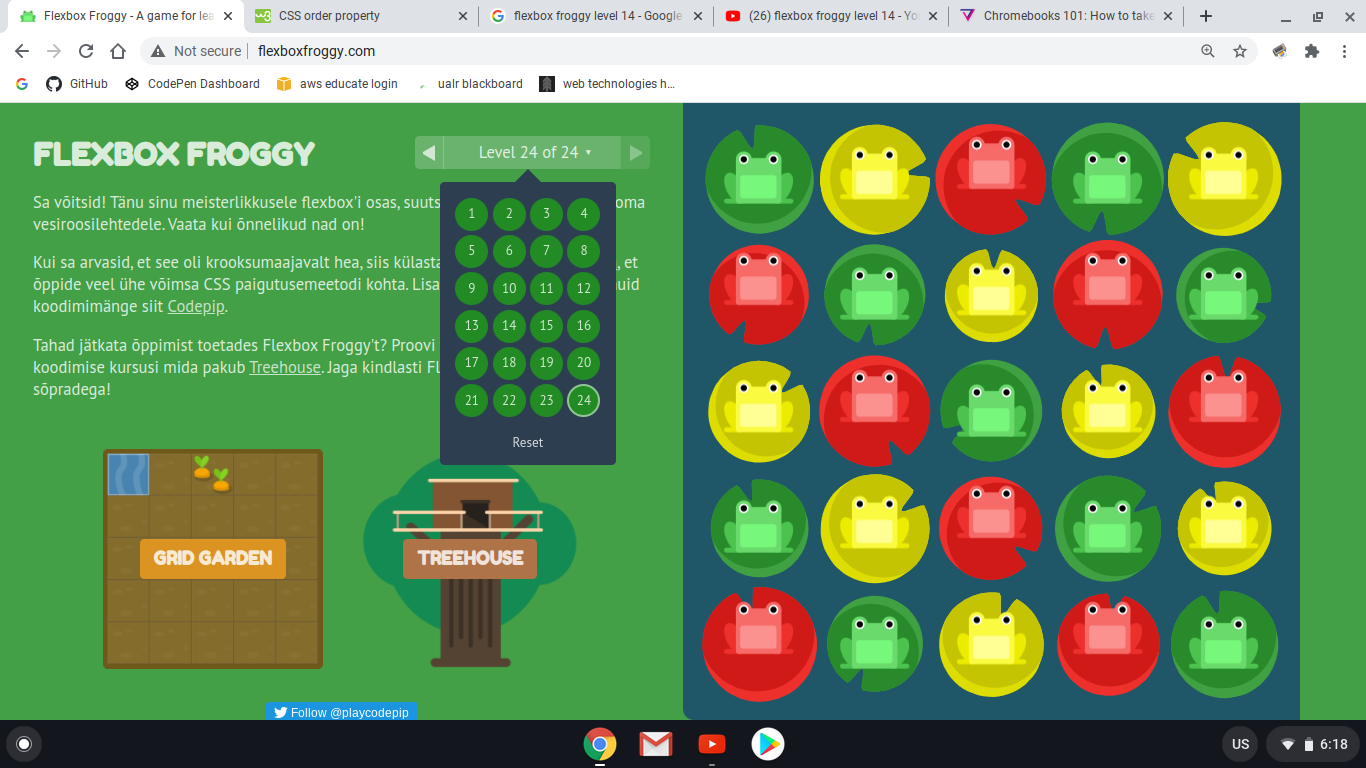 Flexbox Froggy - A game for lea
CSS order property
flexbox froggy level 14 - Google
(26) flexbox froggy level 14 - Yo
Chromebooks 101: How to take
Not secure
flexboxfroggy.com
GitHub
CodePen Dashboard
aws educate login
ualr blackboard
web technologies h...
FLEXBOX FROGGY
Level 24 of 24 ▾
Sa võitsid! Tänu sinu meisterlikkusele flexbox'i osas, suuts oma
vesiroosilehtedele. Vaata kui õnnelikud nad on!
Kui sa arvasid, et see oli krooksumaajavalt hea, siis külasta , et
õppide veel ühe võimsa CSS paigutusemeetodi kohta. Lisa uid
koodimimänge siit Codepip.
Tahad jätkata õppimist toetades Flexbox Froggy't? Proovi
koodimise kursusi mida pakub Treehouse. Jaga kindlasti Fl
sõpradega!
1 2 3 4
5 6 7 8
9 10 11 12
13 14 15 16
17 18 19 20
21 22 23 24
Reset
GRID GARDEN
TREEHOUSE
Follow @playcodepip
US
6:18